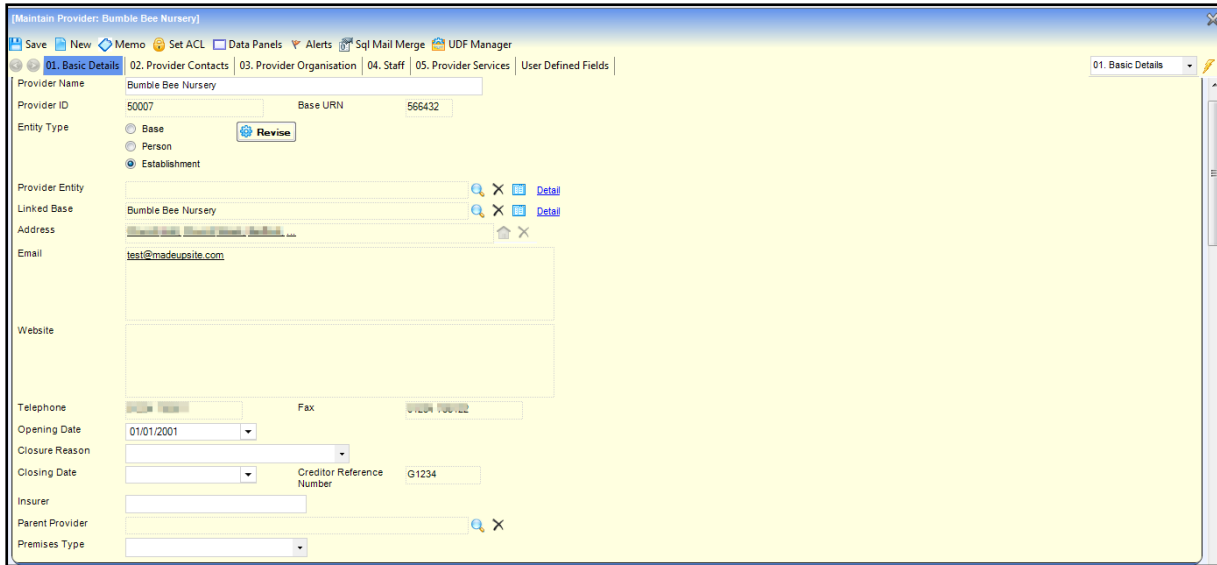 [Maintain Provider: Bumble Bee Nursery]
Save New Memo Set ACL Data Panels Alerts Sql Mail Merge UDF Manager
01. Basic Details 02. Provider Contacts 03. Provider Organisation 04. Staff 05. Provider Services User Defined Fields 01. Basic Details
Provider Name Bumble Bee Nursery
Provider ID 50007 Base URN 566432
Entity Type Base Revise
Person
Establishment
Provider Entity Detail
Linked Base Bumble Bee Nursery Detail
Address
Email test@madeupsite.com
Website
Telephone Fax
Opening Date 01/01/2001
Closure Reason
Closing Date Creditor Reference G1234
Number
Insurer
Parent Provider
Premises Type